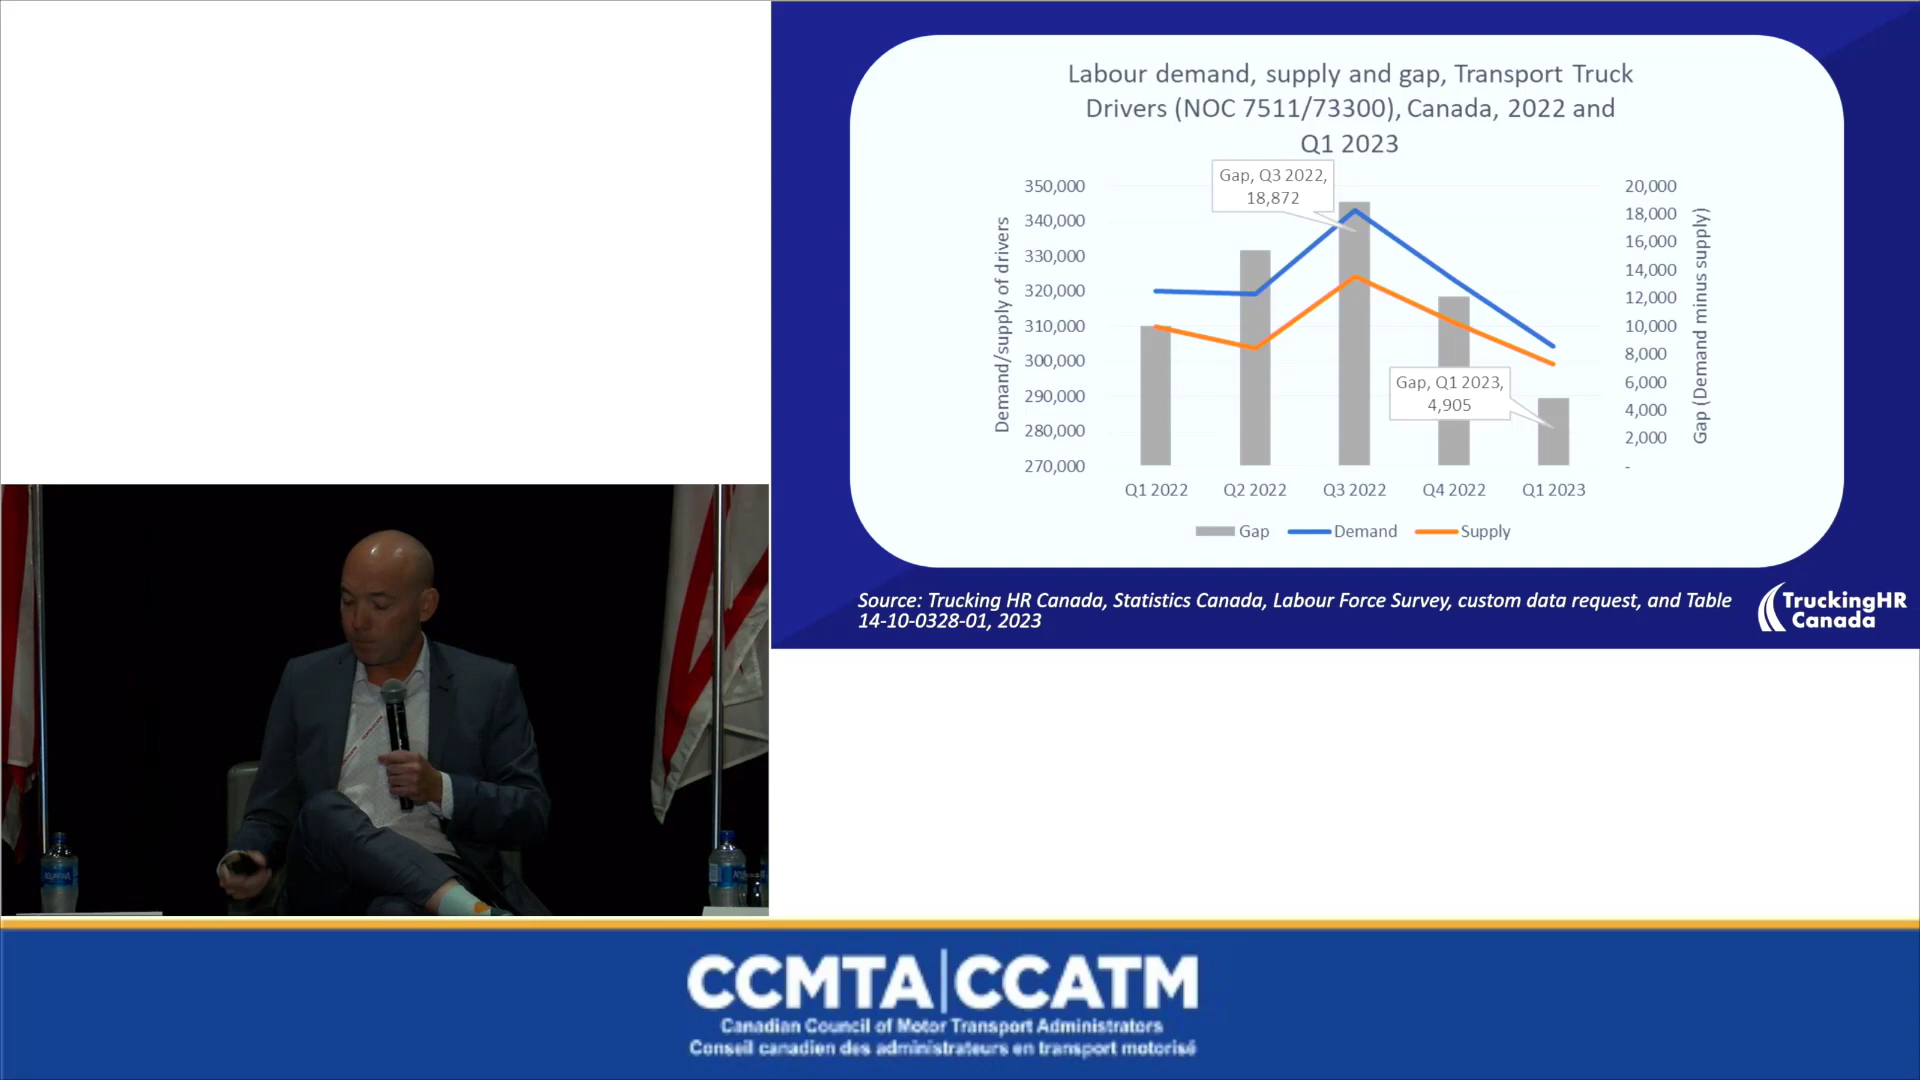 Labour demand, supply and gap, Transport Truck
Drivers (NOC 7511/73300), Canada, 2022 and
Q1 2023
Gap, Q3 2022,
18,872
Demand/supply of drivers
350,000
340,000
330,000
320,000
310,000
300,000
290,000
280,000
270,000
20,000
18,000
16,000
14,000
12,000
10,000
8,000
6,000
4,000
2,000
-
Gap (Demand minus supply)
Gap, Q1 2023,
4,905
Q1 2022 Q2 2022 Q3 2022 Q4 2022 Q1 2023
Gap Demand Supply
Source: Trucking HR Canada, Statistics Canada, Labour Force Survey, custom data request, and Table
14-10-0328-01, 2023
TruckingHR
Canada
CCMTA|CCATM
Canadian Council of Motor Transport Administrators
Conseil canadien des administrateurs en transport motorisé